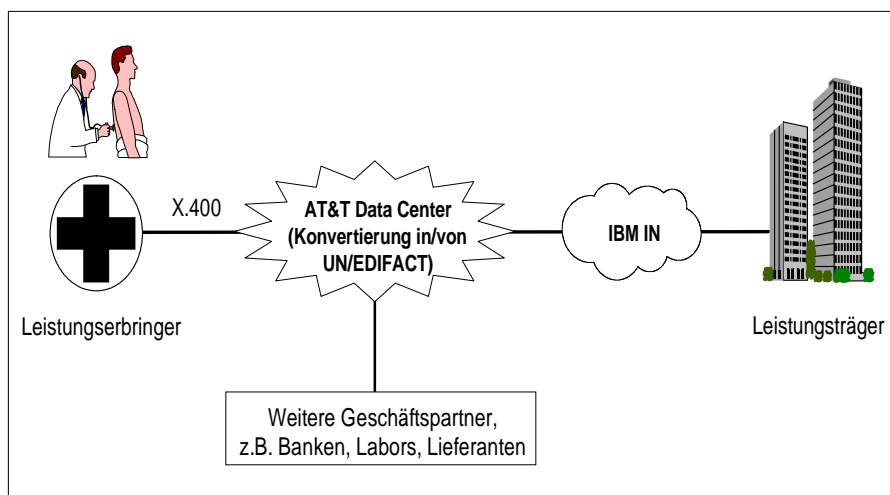 X.400
AT&T Data Center
(Konvertierung in/von
UN/EDIFACT)
IBM IN
Leistungserbringer
Leistungsträger
Weitere Geschäftspartner,
z.B. Banken, Labors, Lieferanten